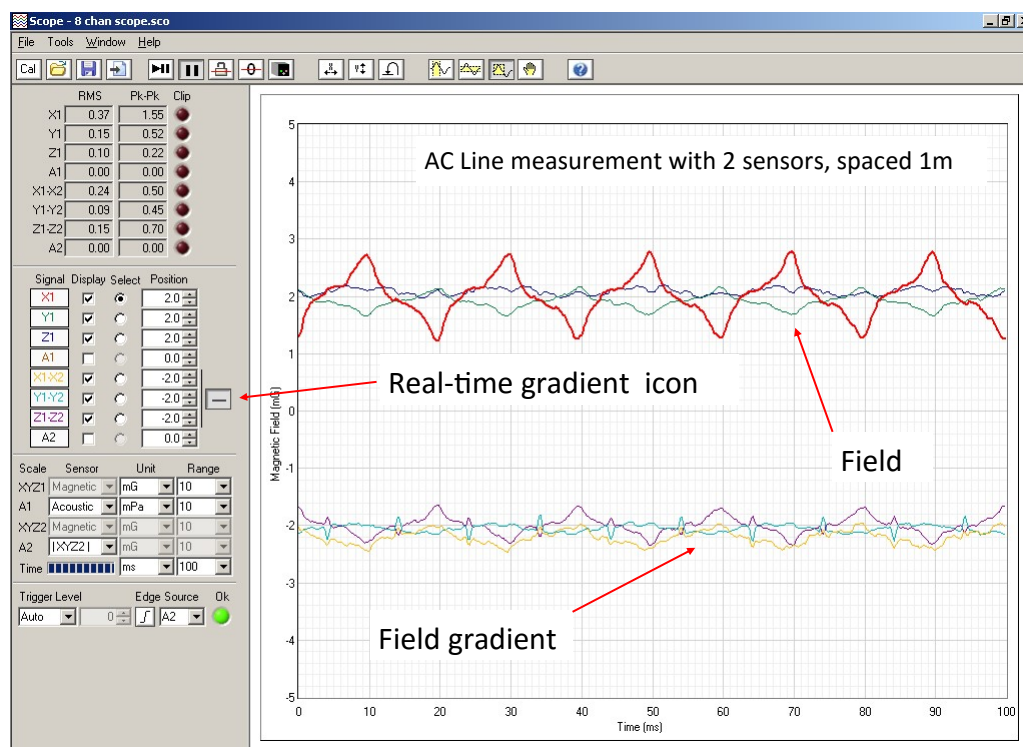 Scope - 8 chan scope.sco
File Tools Window Help
Cal
RMS Pk-Pk Clip
X1 0.37 1.55
Y1 0.15 0.52
Z1 0.10 0.22
A1 0.00 0.00
X1-X2 0.24 0.50
Y1-Y2 0.09 0.45
Z1-Z2 0.15 0.70
A2 0.00 0.00
Signal Display Select Position
X1 2.0
Y1 2.0
Z1 2.0
A1 0.0
X1-X2 -2.0
Y1-Y2 -2.0
Z1-Z2 -2.0
A2 0.0
Scale Sensor Unit Range
XYZ1 Magnetic mG 10
A1 Acoustic mPa 10
XYZ2 Magnetic mG 10
A2 |XYZ2| mG 10
Time ms 100
Trigger Level Edge Source Ok
Auto 0 A2
AC Line measurement with 2 sensors, spaced 1m
Real-time gradient icon
Field
Field gradient
Magnetic Field (mG)
5
4
3
2
1
0
-1
-2
-3
-4
-5
0 10 20 30 40 50 60 70 80 90 100
Time (ms)